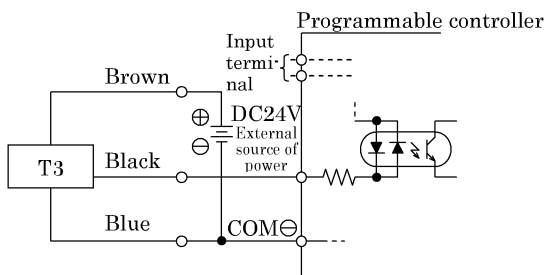 Programmable controller
Input
termi-
nal
Brown
⊕
DC24V
External
⊖
source of
power
T3
Black
Blue
COM⊖